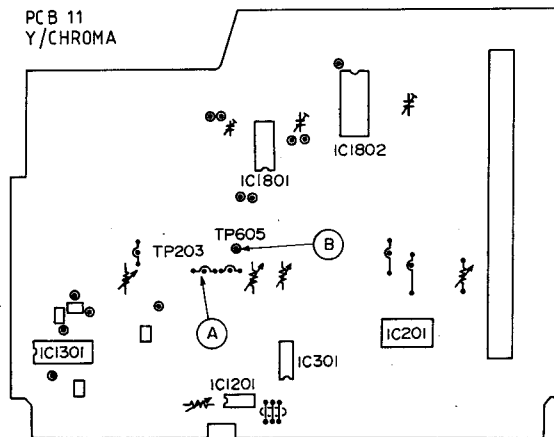 PCB 11
Y/CHROMA
IC1802
IC1801
TP605
TP203
B
A
IC201
IC1301
IC301
IC1201